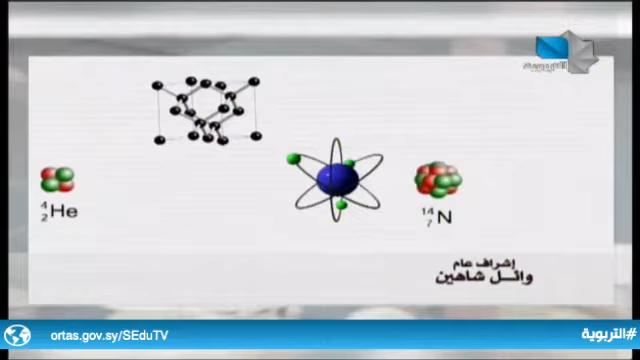 التربوية
4
2He
14
7N
إشراف عام
وائل شاهين
ortas.gov.sy/SEduTV
#التربوية